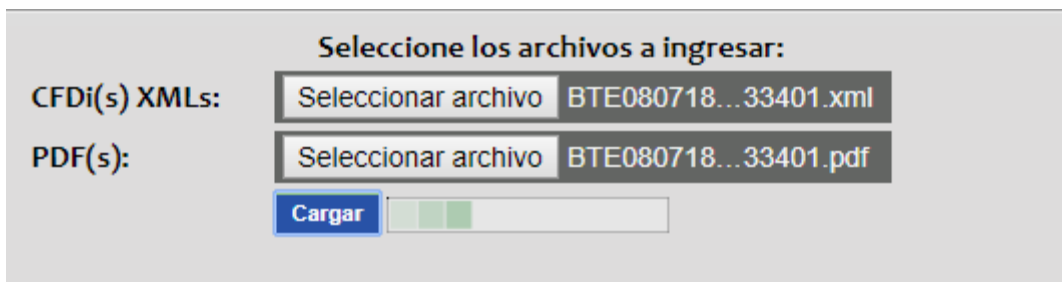 Seleccione los archivos a ingresar:
CFDi(s) XMLs: Seleccionar archivo BTE080718...33401.xml
PDF(s): Seleccionar archivo BTE080718...33401.pdf
Cargar